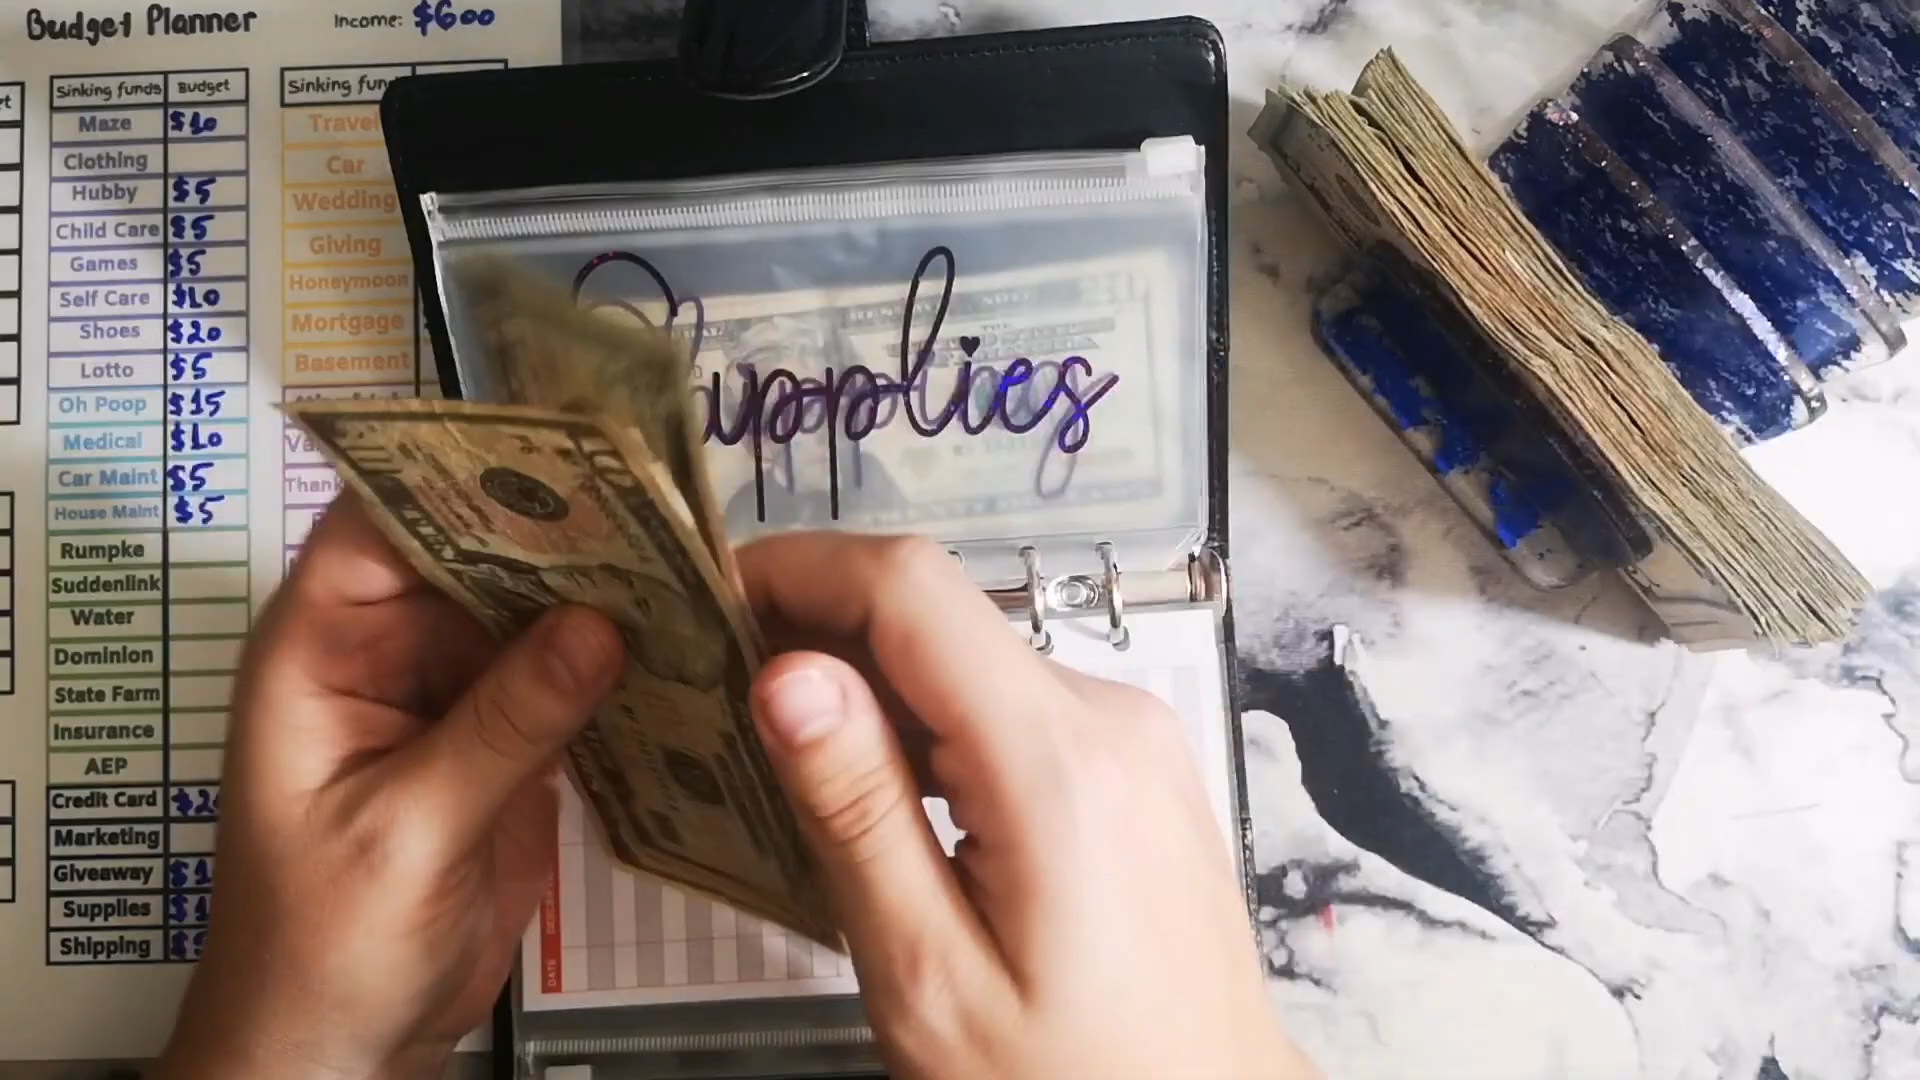 Budget Planner
Income: $600
Sinking funds Budget
Maze $10
Clothing
Hubby $5
Child Care $5
Games $5
Self Care $10
Shoes $20
Lotto $5
Oh Poop $15
Medical $10
Car Maint $5
House Maint $5
Rumpke
Suddenlink
Water
Dominion
State Farm
Insurance
AEP
Credit Card
Marketing
Giveaway
Supplies
Shipping
Sinking
Travel
Car
Wedding
Giving
Honeymoon
Mortgage
Basement
Supplies
DATE